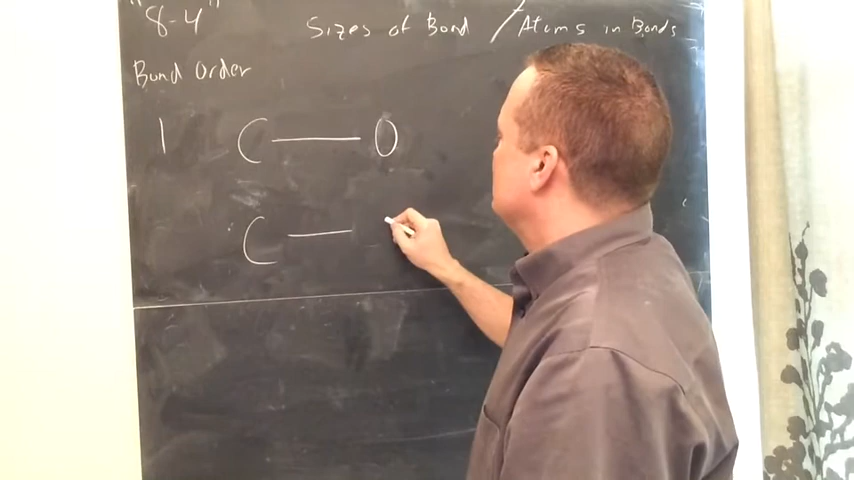 "8-4"
Sizes of Bond / Atoms in Bonds
Bond Order
1 C — O
C —